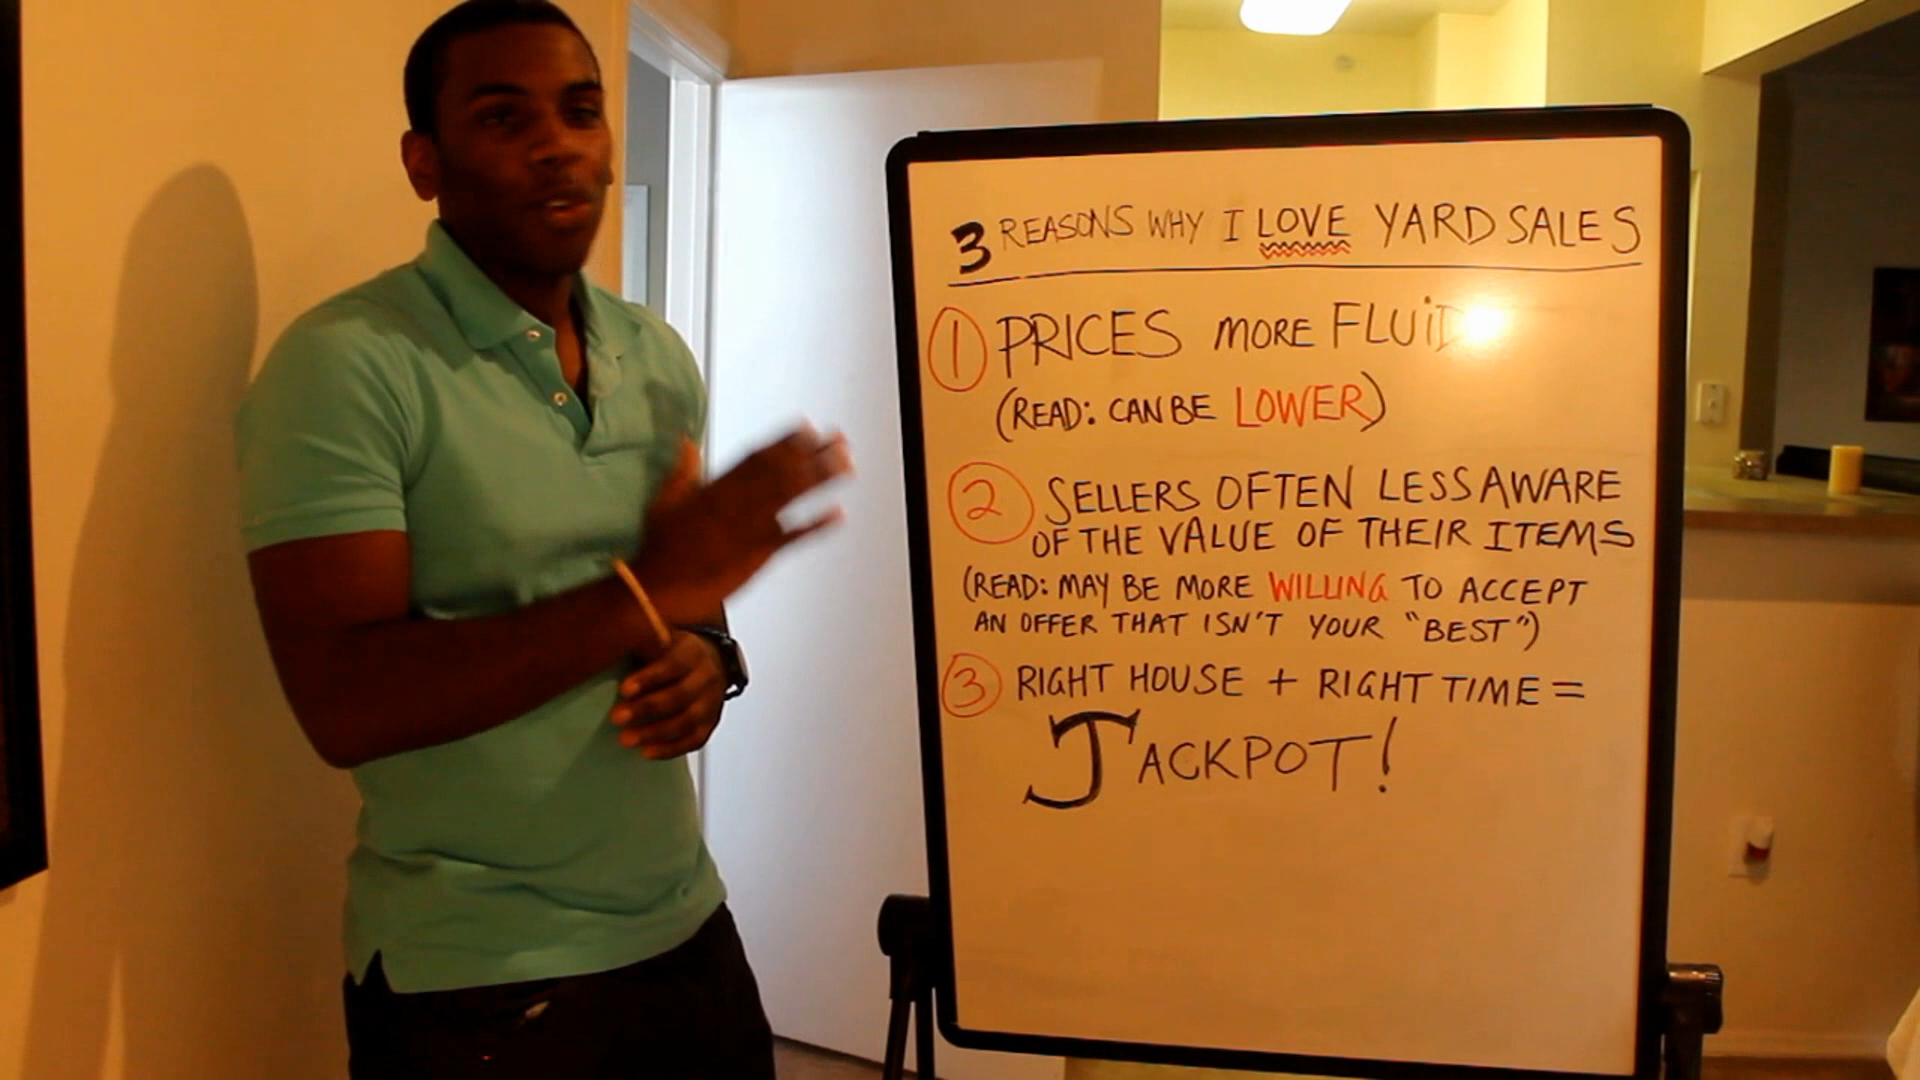 3 REASONS WHY I LOVE YARD SALES
1 PRICES MORE FLUID
(READ: CAN BE LOWER)
2 SELLERS OFTEN LESS AWARE
OF THE VALUE OF THEIR ITEMS
(READ: MAY BE MORE WILLING TO ACCEPT
AN OFFER THAT ISN'T YOUR "BEST")
3 RIGHT HOUSE + RIGHT TIME =
JACKPOT!